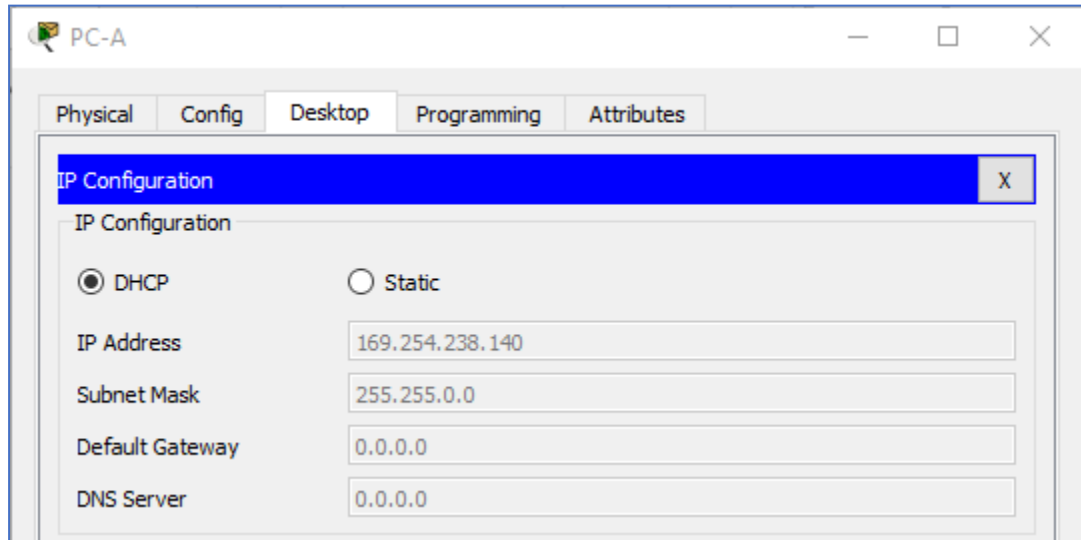 PC-A
Physical Config Desktop Programming Attributes
IP Configuration X
IP Configuration
DHCP Static
IP Address 169.254.238.140
Subnet Mask 255.255.0.0
Default Gateway 0.0.0.0
DNS Server 0.0.0.0